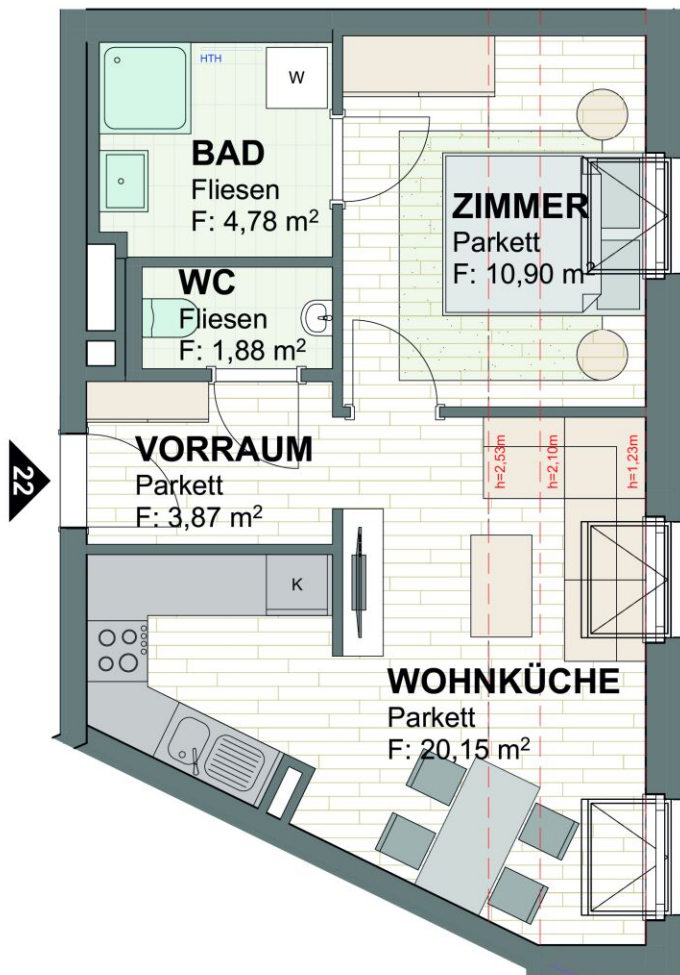 HTH
W
BAD
Fliesen
F: 4,78 m²
ZIMMER
Parkett
F: 10,90 m²
WC
Fliesen
F: 1,88 m²
VORRAUM
Parkett
F: 3,87 m²
22
h=2,53m
h=2,10m
h=1,23m
K
WOHNKÜCHE
Parkett
F: 20,15 m²